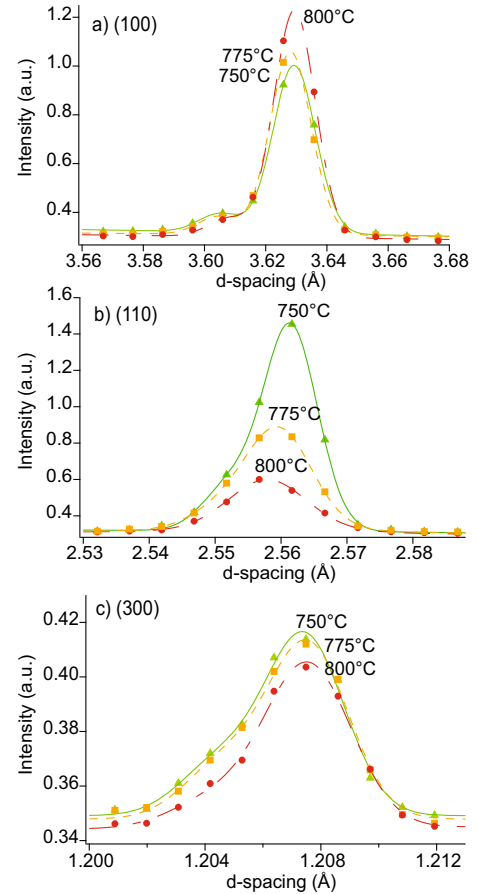 a) (100)
800°C
775°C
750°C
Intensity (a.u.)
1.2
1.0
0.8
0.6
0.4
3.56 3.58 3.60 3.62 3.64 3.66 3.68
d-spacing (Å)
b) (110)
750°C
775°C
800°C
Intensity (a.u.)
1.6
1.4
1.2
1.0
0.8
0.6
0.4
2.53 2.54 2.55 2.56 2.57 2.58
d-spacing (Å)
c) (300)
750°C
775°C
800°C
Intensity (a.u.)
0.42
0.40
0.38
0.36
0.34
1.200 1.204 1.208 1.212
d-spacing (Å)